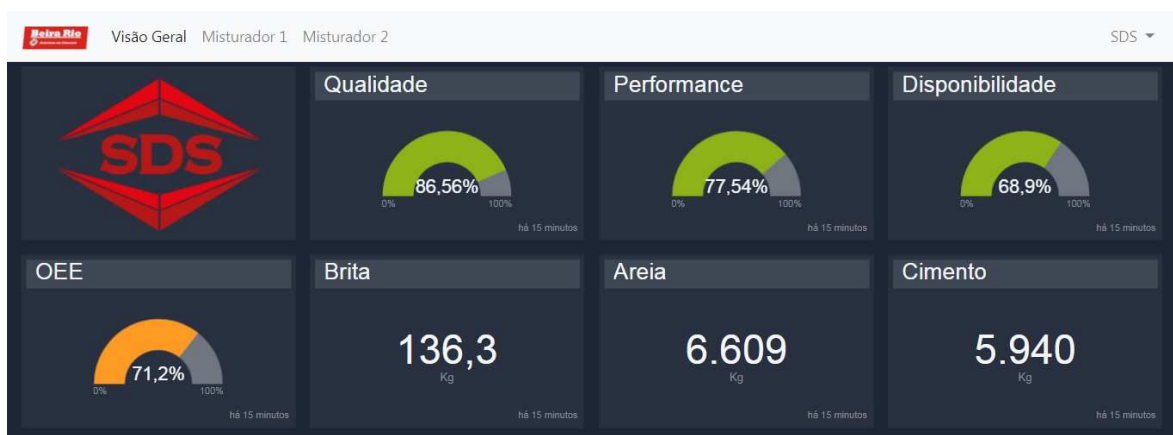 Beira Rio
Visão Geral Misturador 1 Misturador 2 SDS
SDS
Qualidade
86,56%
0% 100%
há 15 minutos
Performance
77,54%
0% 100%
há 15 minutos
Disponibilidade
68,9%
0% 100%
há 15 minutos
OEE
71,2%
0% 100%
há 15 minutos
Brita
136,3
Kg
há 15 minutos
Areia
6.609
Kg
há 15 minutos
Cimento
5.940
Kg
há 15 minutos